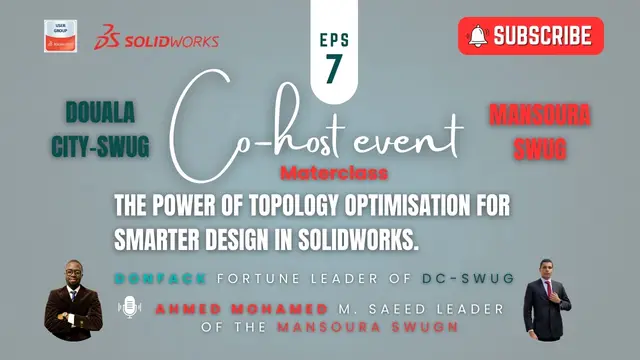 USER
GROUP
SOLIDWORKS
EPS
7
SUBSCRIBE
DOUALA
CITY-SWUG
Co-host event
MANSOURA
SWUG
Materclass
THE POWER OF TOPOLOGY OPTIMISATION FOR
SMARTER DESIGN IN SOLIDWORKS.
BONFACE FORTUNE LEADER OF DC-SWUG
AHMED MOHAMED M. SAEED LEADER
OF THE MANSOURA SWUGN